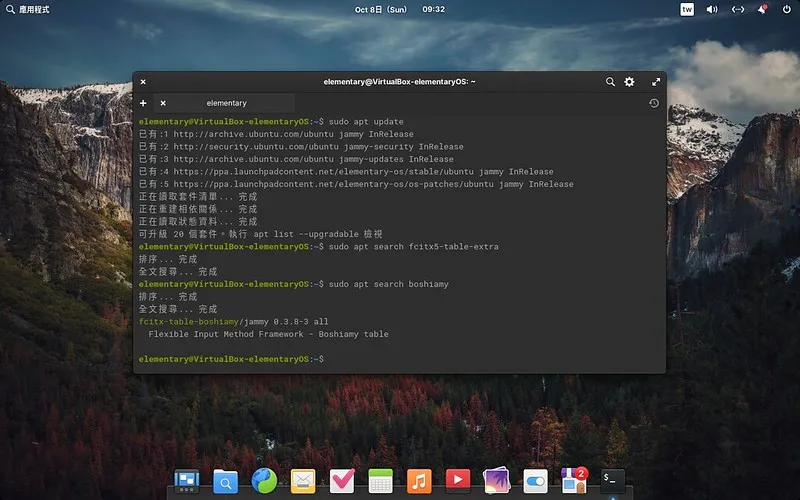 應用程式
Oct 8日 (Sun)
09:32
tw
elementary@VirtualBox-elementaryOS: ~
elementary
elementary@VirtualBox-elementaryOS:~$ sudo apt update
已有:1 http://archive.ubuntu.com/ubuntu jammy InRelease
已有:2 http://security.ubuntu.com/ubuntu jammy-security InRelease
已有:3 http://archive.ubuntu.com/ubuntu jammy-updates InRelease
已有:4 https://ppa.launchpadcontent.net/elementary-os/stable/ubuntu jammy InRelease
已有:5 https://ppa.launchpadcontent.net/elementary-os/os-patches/ubuntu jammy InRelease
正在讀取套件清單... 完成
正在重建相依關係... 完成
正在讀取狀態資料... 完成
可升級 20 個套件。執行 apt list --upgradable 檢視
elementary@VirtualBox-elementaryOS:~$ sudo apt search fcitx5-table-extra
排序... 完成
全文搜尋... 完成
elementary@VirtualBox-elementaryOS:~$ sudo apt search boshiamy
排序... 完成
全文搜尋... 完成
fcitx-table-boshiamy/jammy 0.3.8-3 all
  Flexible Input Method Framework - Boshiamy table
elementary@VirtualBox-elementaryOS:~$
2
$_